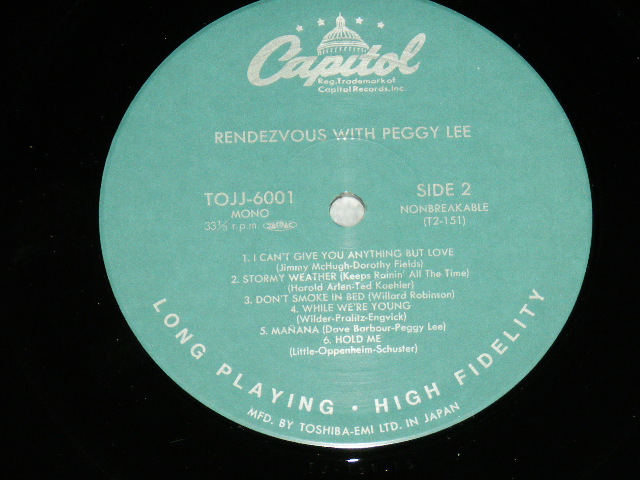 Capitol
Reg.Trademark of
Capitol Records,Inc
RENDEZVOUS WITH PEGGY LEE
TOJJ-6001
MONO
33⅓ r.p.m.
SIDE 2
NONBREAKABLE
(T2-151)
1. I CAN'T GIVE YOU ANYTHING BUT LOVE
(Jimmy McHugh-Dorothy Fields)
2. STORMY WEATHER (Keeps Rainin' All The Time)
(Harold Arlen-Ted Koehler)
3. DON'T SMOKE IN BED (Willard Robinson)
4. WHILE WE'RE YOUNG
(Wilder-Pralitz-Engvick)
5. MAÑANA (Dave Barbour-Peggy Lee)
6. HOLD ME
(Little-Oppenheim-Schuster)
LONG PLAYING • HIGH FIDELITY
MFD. BY TOSHIBA-EMI LTD. IN JAPAN